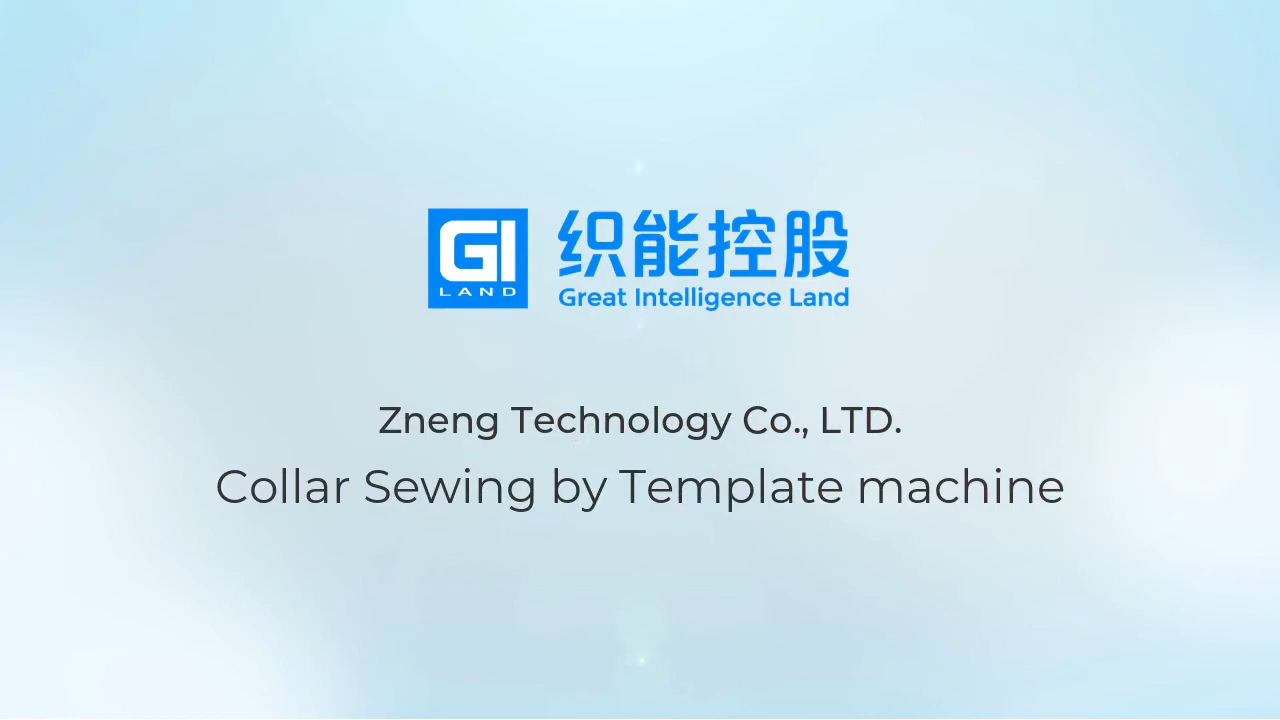 GI
LAND
织能控股
Great Intelligence Land
Zneng Technology Co., LTD.
Collar Sewing by Template machine